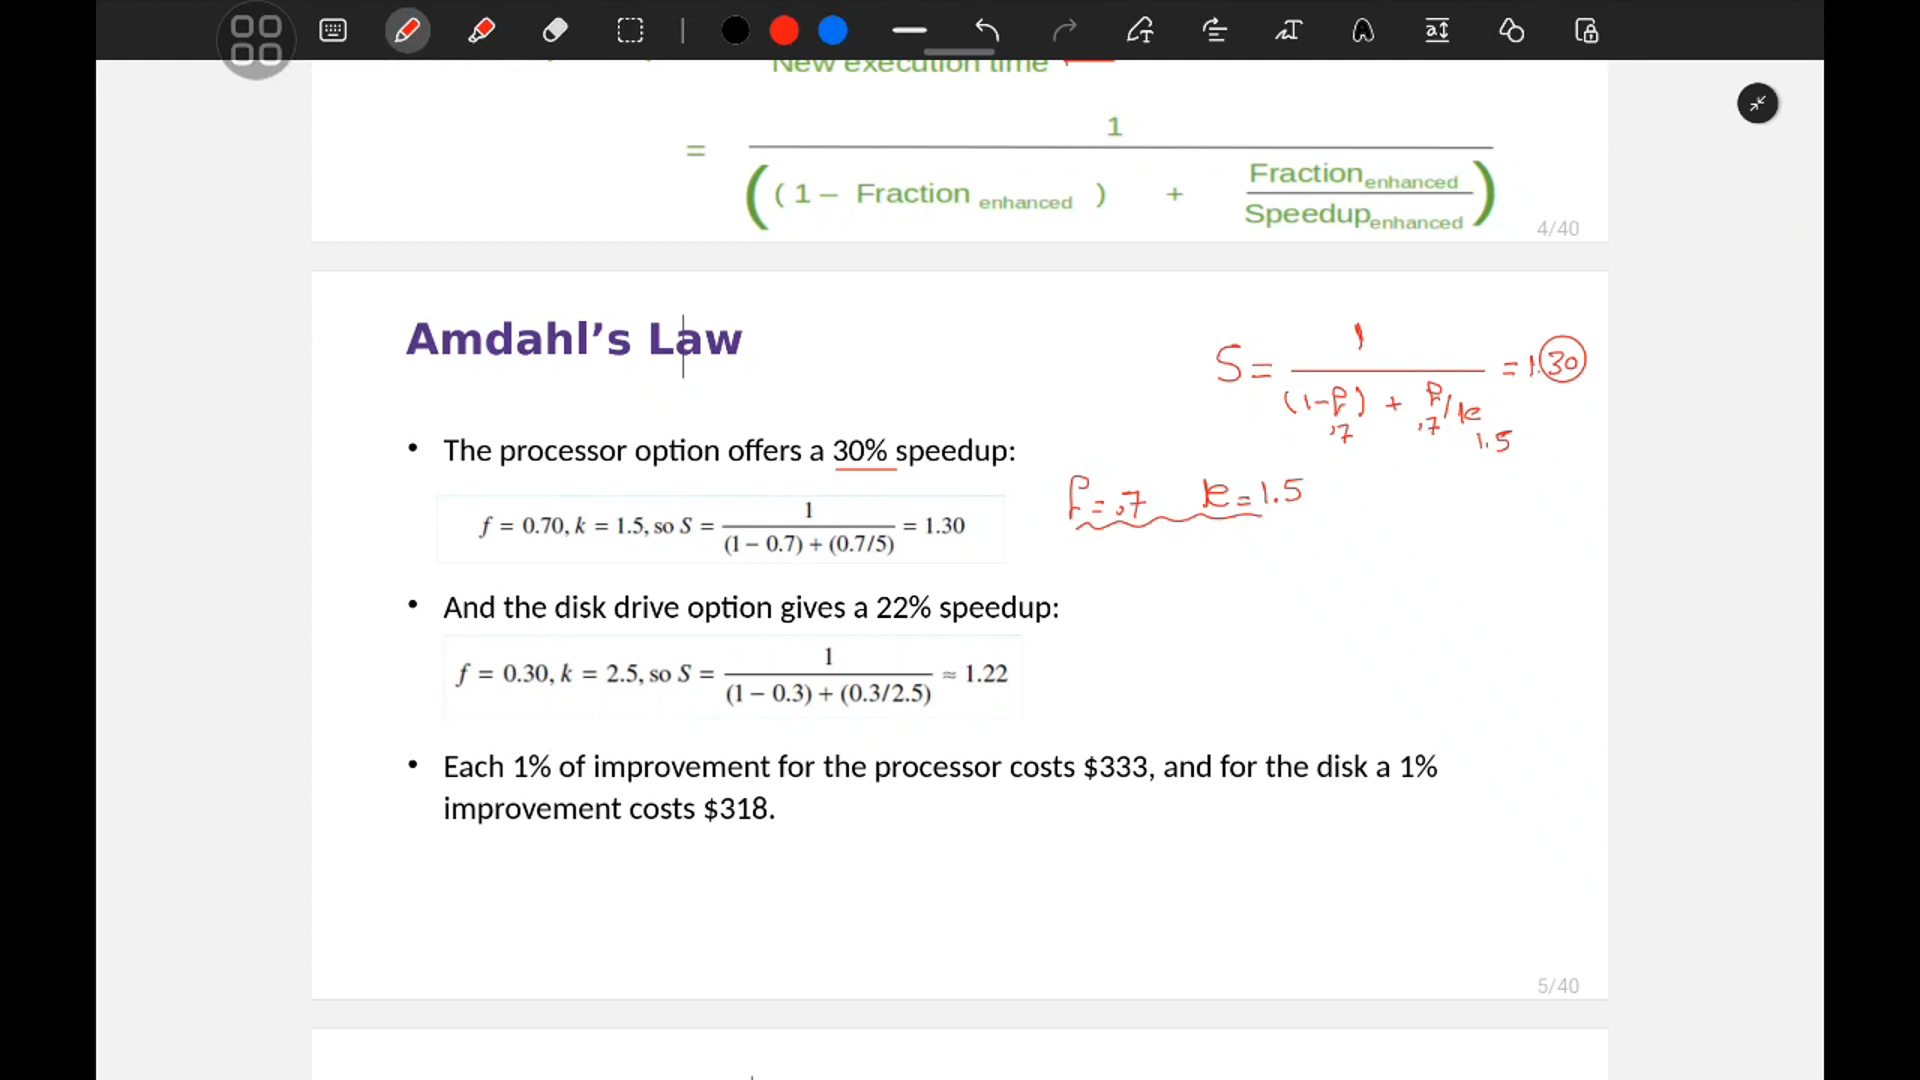 New execution time
1
= ( ( 1 – Fraction enhanced ) + Fraction enhanced / Speedup enhanced )
4/40
Amdahl's Law
S = 1 / (1-f) + f/k = 1.30
.7 .7 1.5
• The processor option offers a 30% speedup:
f = .7 k = 1.5
f = 0.70, k = 1.5, so S = 1 / (1 − 0.7) + (0.7/5) = 1.30
• And the disk drive option gives a 22% speedup:
f = 0.30, k = 2.5, so S = 1 / (1 − 0.3) + (0.3/2.5) ≈ 1.22
• Each 1% of improvement for the processor costs $333, and for the disk a 1%
improvement costs $318.
5/40